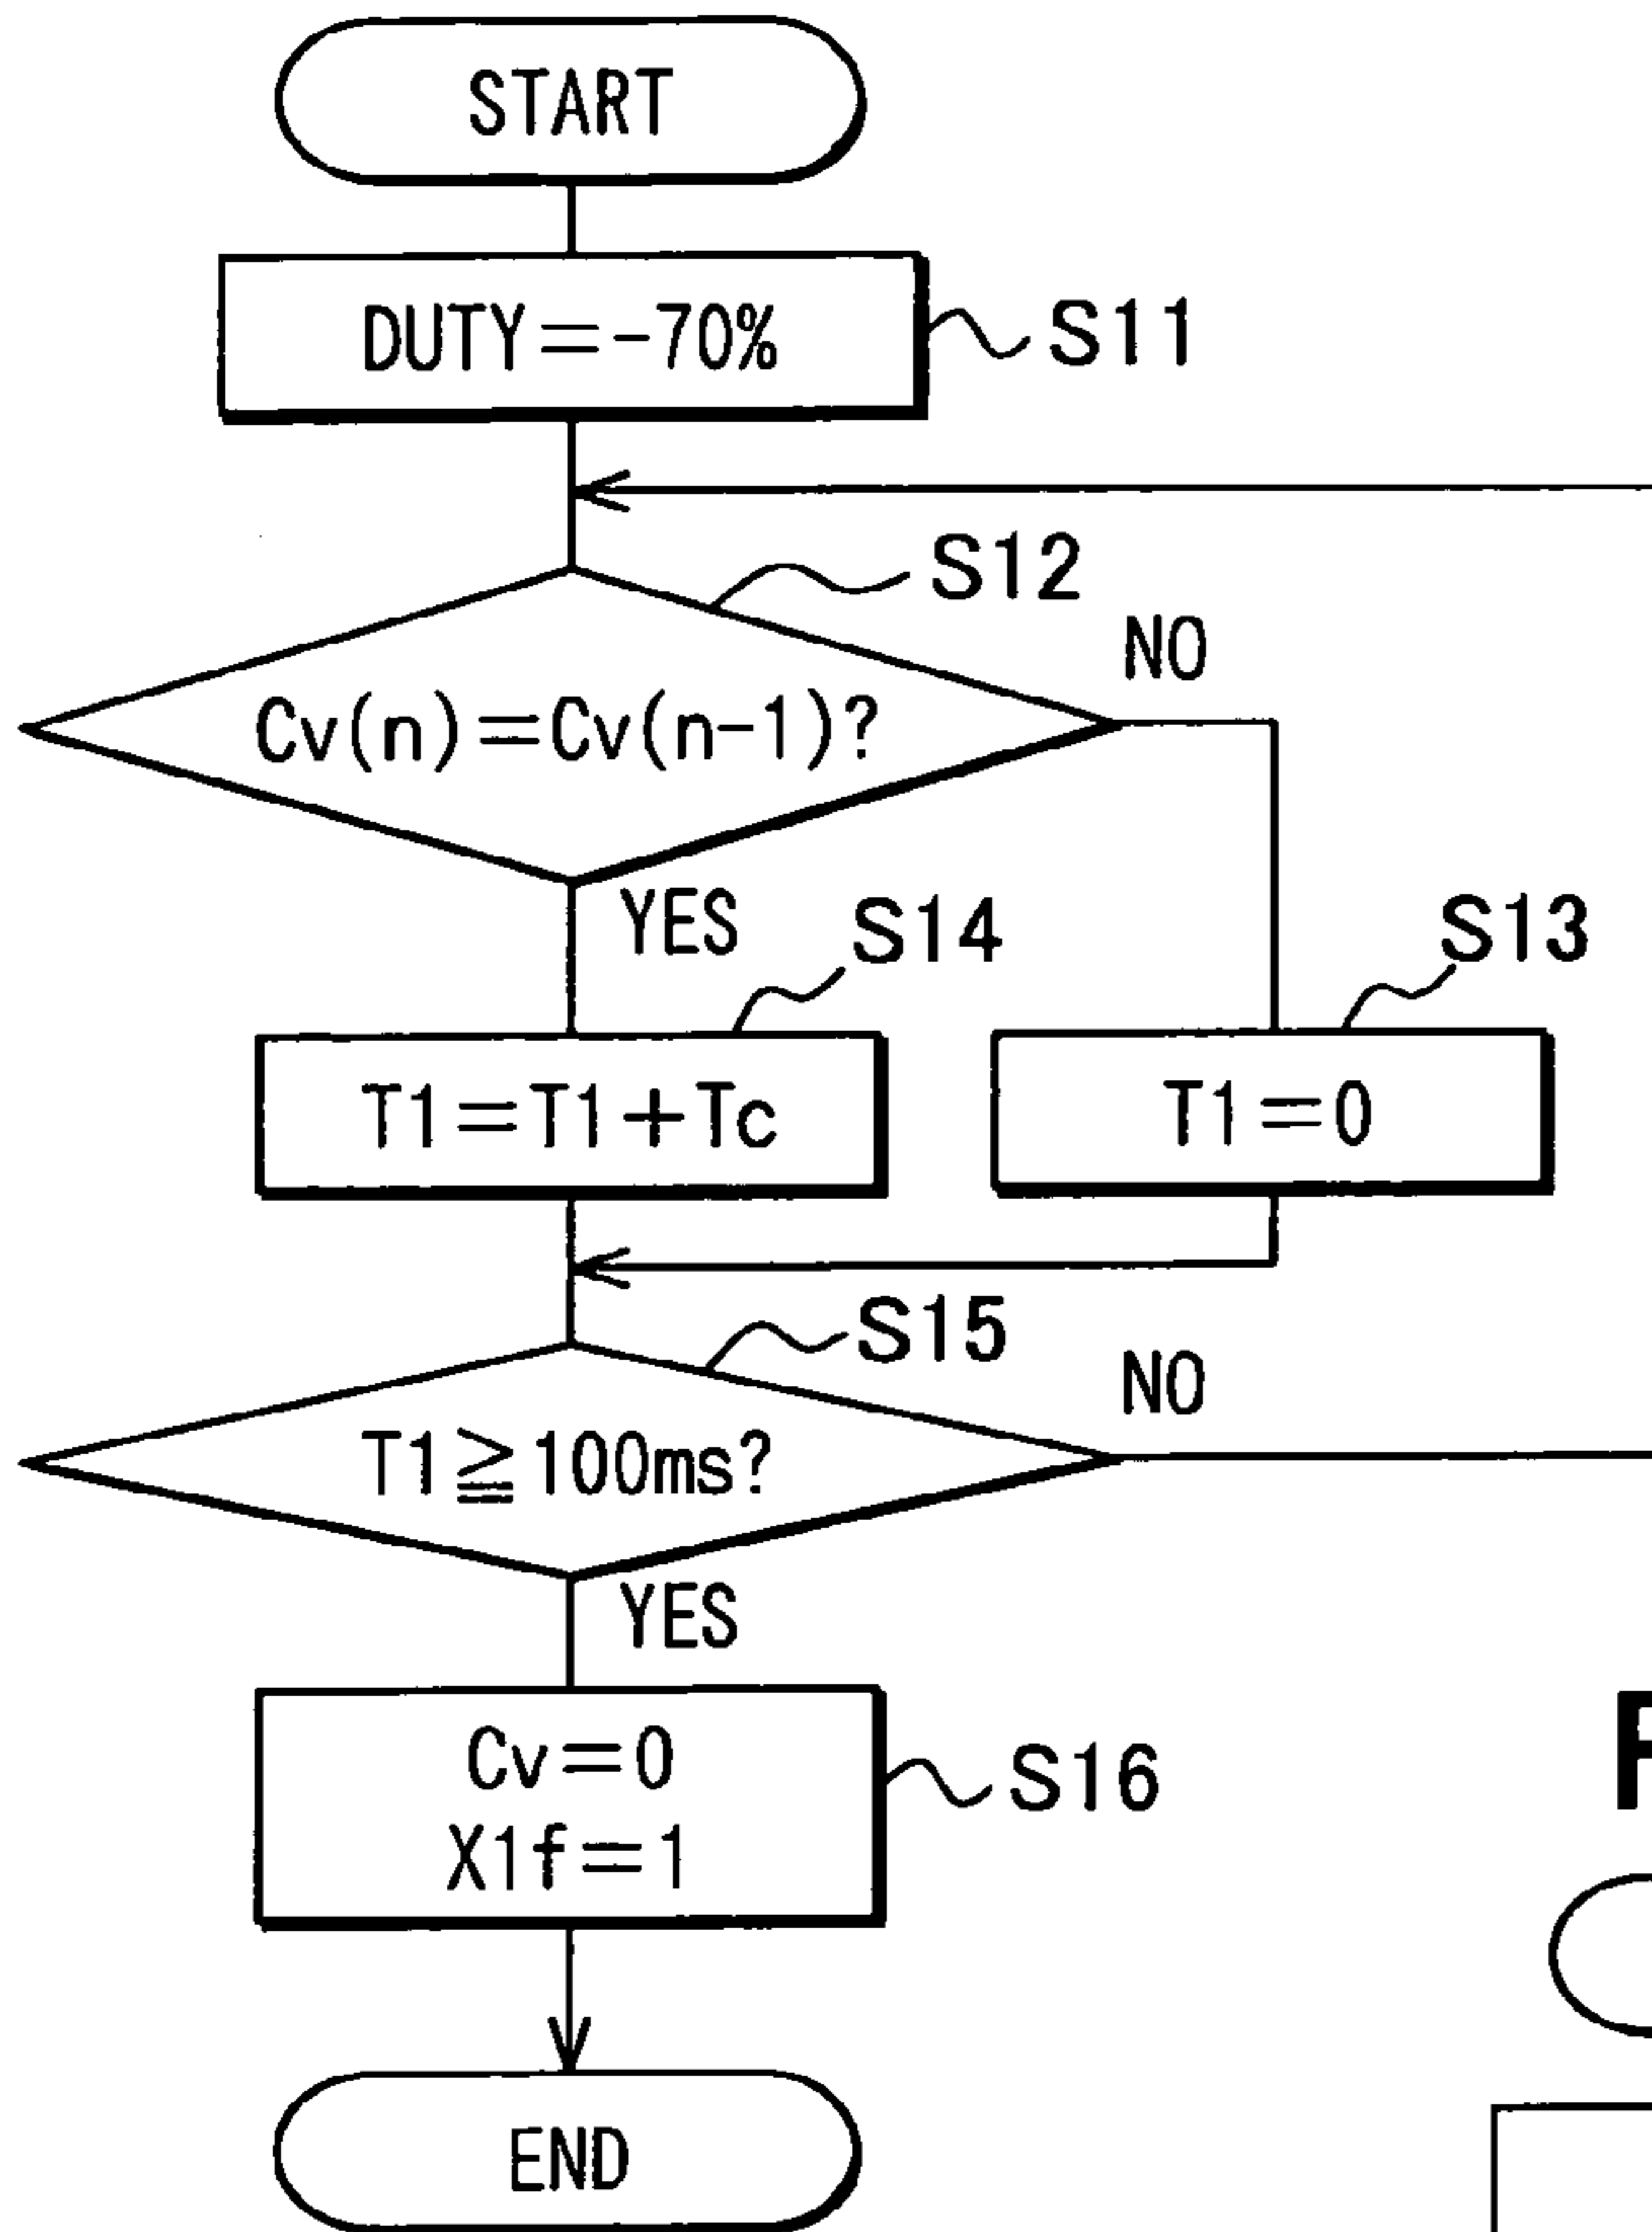 START
DUTY=-70%
S11
S12
NO
Cv(n)=Cv(n-1)?
YES
S14
S13
T1=T1+Tc
T1=0
S15
NO
T1≧100ms?
YES
Cv=0
X1f=1
S16
END